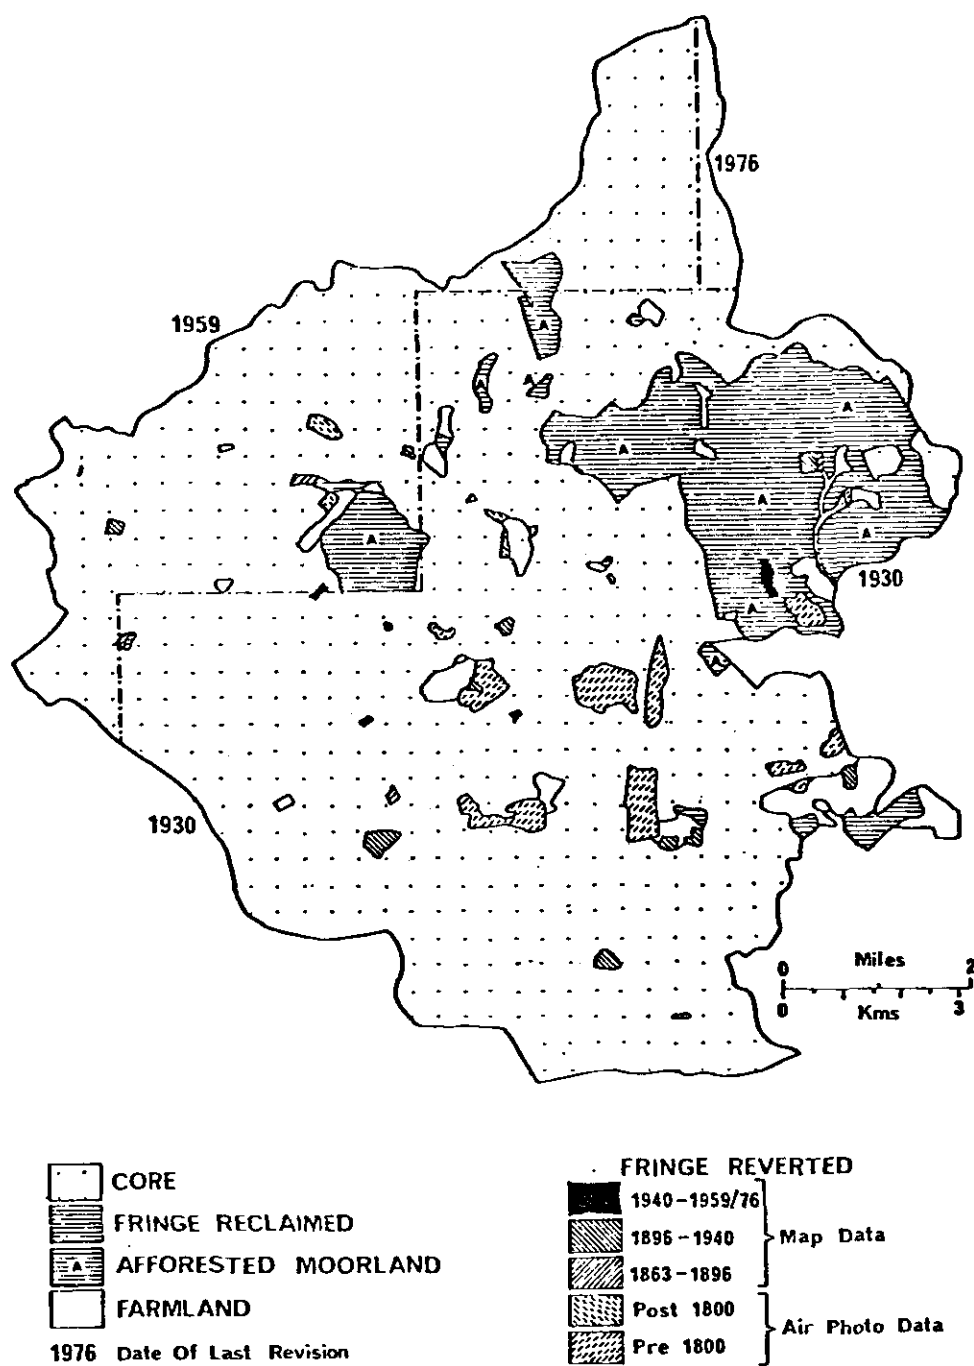 1976
1959
A
A
A
A
A
A
A
A
1930
A
A
1930
0 Miles 2
0 Kms 3
CORE
FRINGE RECLAIMED
A AFFORESTED MOORLAND
FARMLAND
1976 Date Of Last Revision
FRINGE REVERTED
1940-1959/76
1896-1940
1863-1896
Map Data
Post 1800
Pre 1800
Air Photo Data